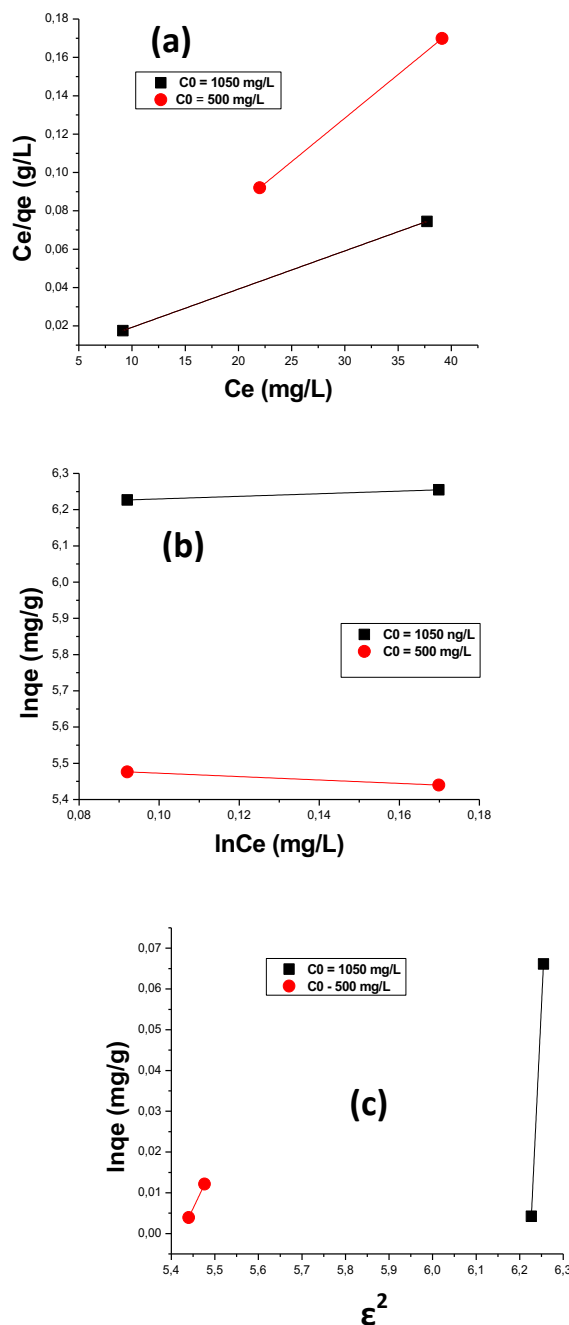 (a)
C0 = 1050 mg/L
C0 = 500 mg/L
Ce/qe (g/L)
0,18
0,16
0,14
0,12
0,10
0,08
0,06
0,04
0,02
5 10 15 20 25 30 35 40
Ce (mg/L)
(b)
C0 = 1050 ng/L
C0 = 500 mg/L
lnqe (mg/g)
6,3
6,2
6,1
6,0
5,9
5,8
5,7
5,6
5,5
5,4
0,08 0,10 0,12 0,14 0,16 0,18
lnCe (mg/L)
C0 = 1050 mg/L
C0 - 500 mg/L
(c)
lnqe (mg/g)
0,07
0,06
0,05
0,04
0,03
0,02
0,01
0,00
5,4 5,5 5,6 5,7 5,8 5,9 6,0 6,1 6,2 6,3
ε²